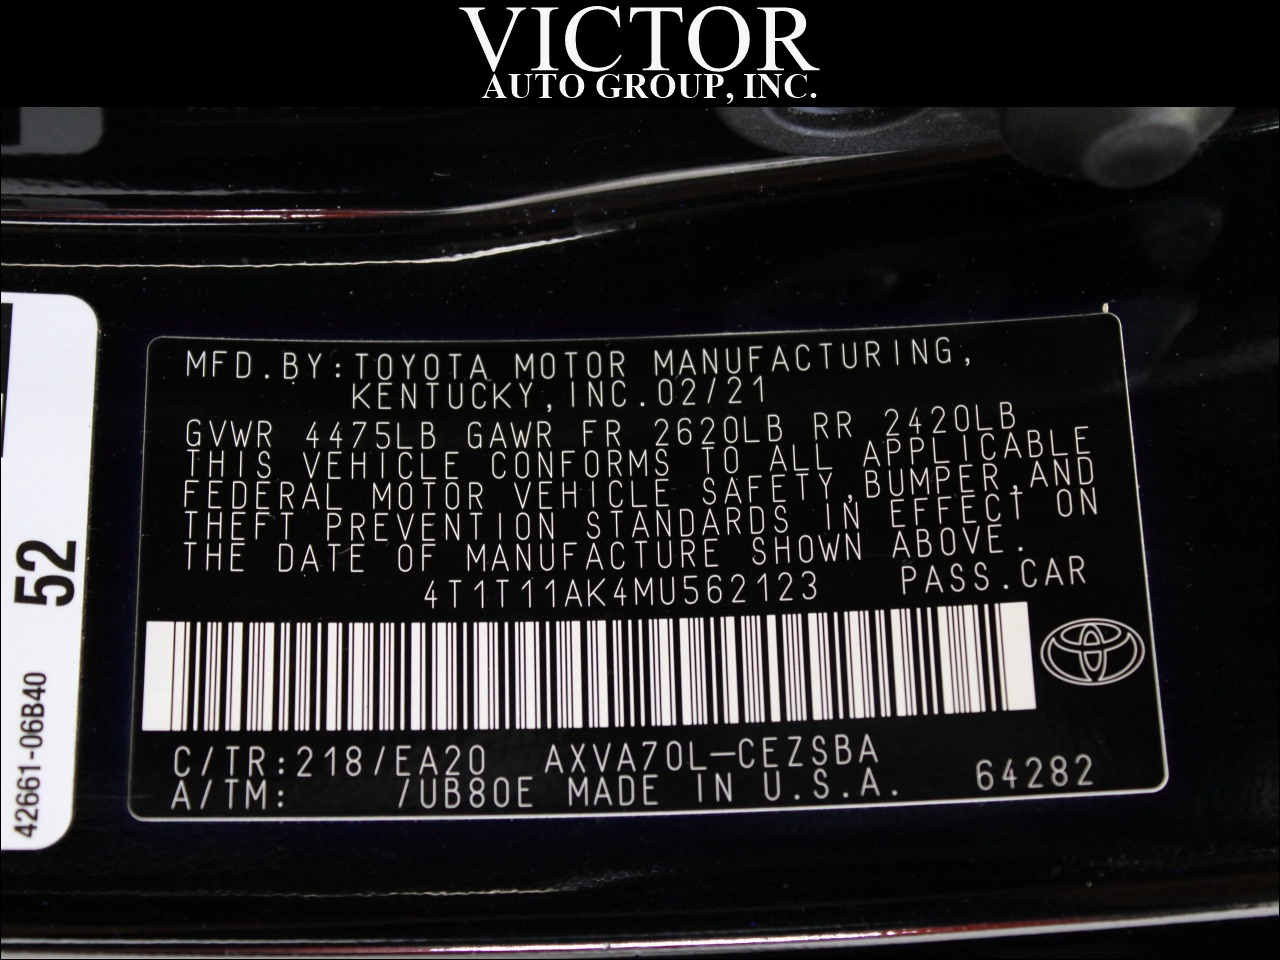 VICTOR
AUTO GROUP, INC.
MFD.BY:TOYOTA MOTOR MANUFACTURING,
KENTUCKY,INC.02/21
GVWR 4475LB GAWR FR 2620LB RR 2420LB
THIS VEHICLE CONFORMS TO ALL APPLICABLE
FEDERAL MOTOR VEHICLE SAFETY,BUMPER,AND
THEFT PREVENTION STANDARDS IN EFFECT ON
THE DATE OF MANUFACTURE SHOWN ABOVE.
4T1T11AK4MU562123 PASS.CAR
C/TR:218/EA20 AXVA70L-CEZSBA
A/TM: /UB80E MADE IN U.S.A. 64282
52
42661-06B40